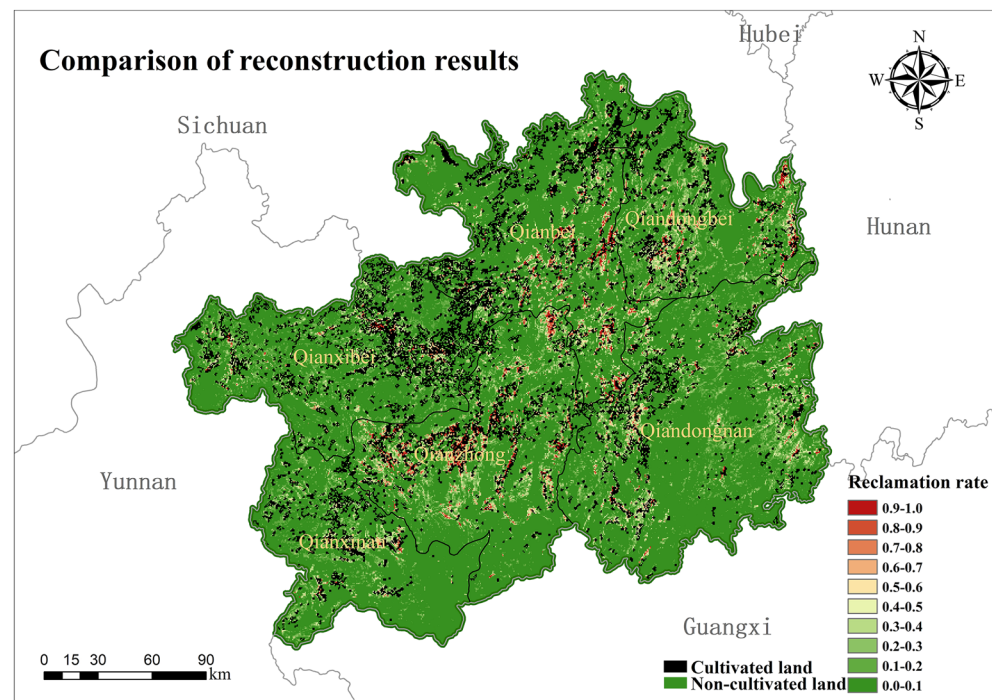 Comparison of reconstruction results
Hubei
N
W E
S
Sichuan
Hunan
Qianbei
Qiandongbei
Qianxibei
Qiandongnan
Qianzhong
Yunnan
Qianxinan
Guangxi
Reclamation rate
0.9-1.0
0.8-0.9
0.7-0.8
0.6-0.7
0.5-0.6
0.4-0.5
0.3-0.4
0.2-0.3
0.1-0.2
0.0-0.1
Cultivated land
Non-cultivated land
0 15 30 60 90
km